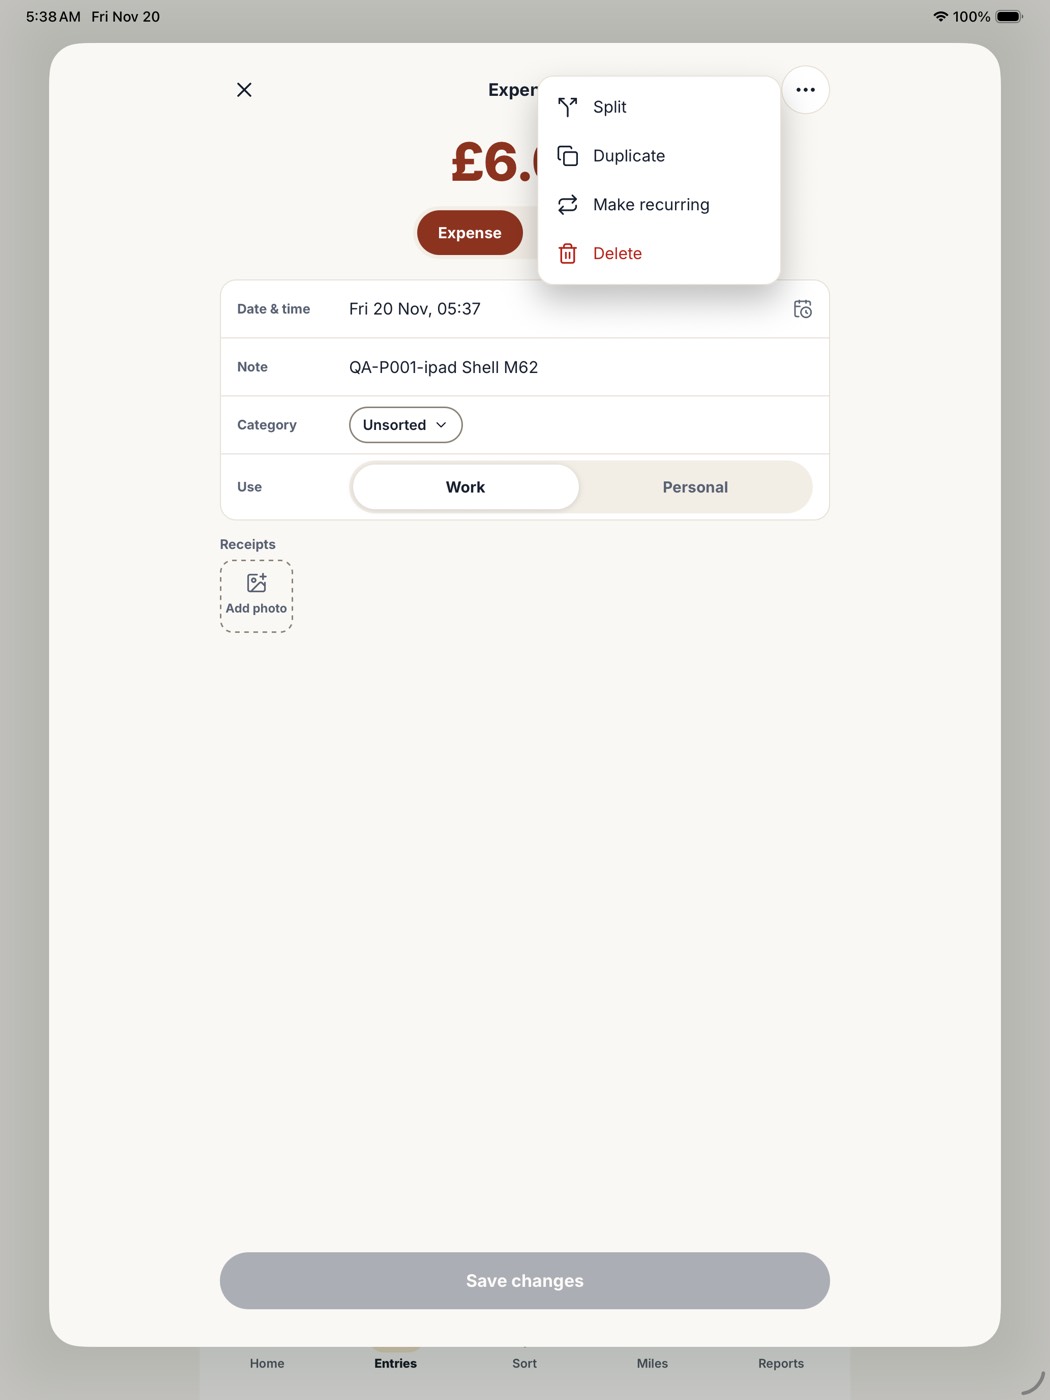 5:38 AM Fri Nov 20
100%
Split
Duplicate
Make recurring
Delete
Expense
Date & time
Fri 20 Nov, 05:37
Note
QA-P001-ipad Shell M62
Category
Unsorted
Use
Work
Personal
Receipts
Add photo
Save changes
Home
Entries
Sort
Miles
Reports